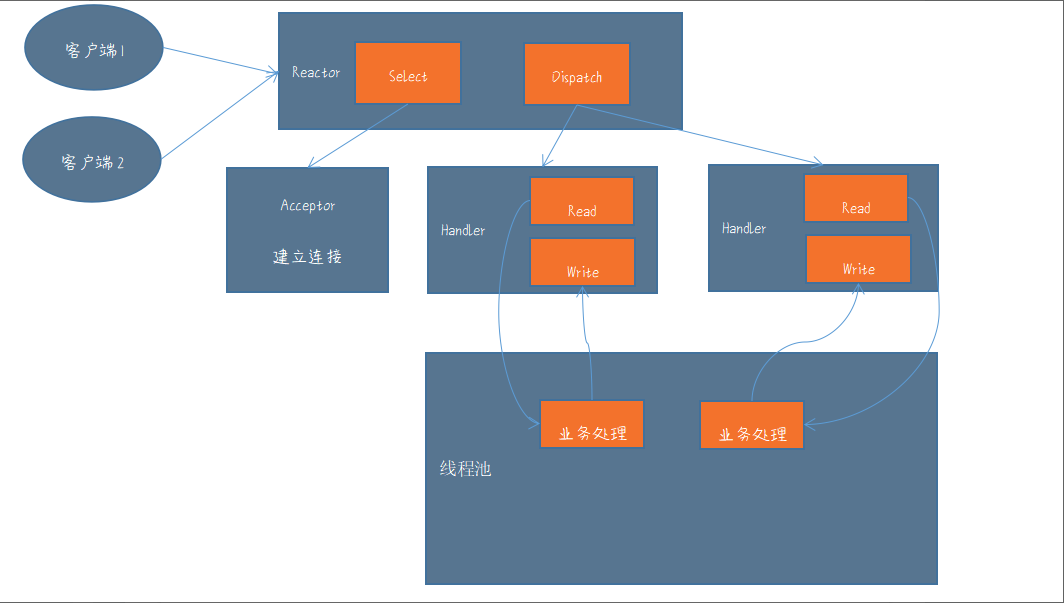 客户端1
客户端2
Reactor
Select
Dispatch
Acceptor
建立连接
Handler
Read
Write
Handler
Read
Write
线程池
业务处理
业务处理